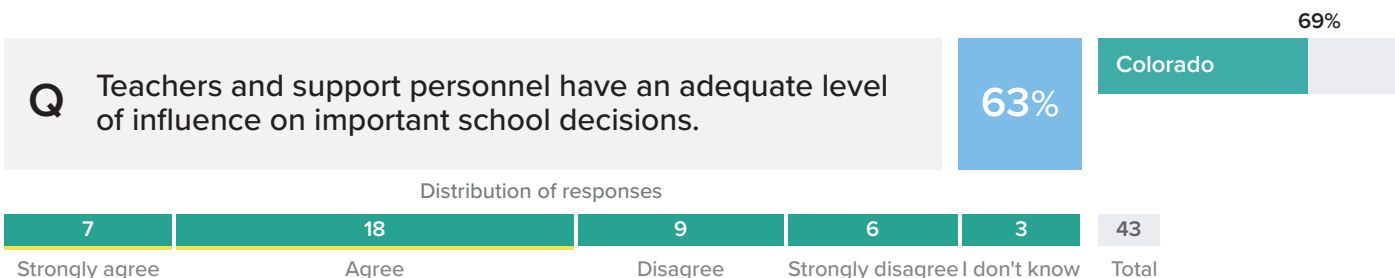 69%
Q
Teachers and support personnel have an adequate level
of influence on important school decisions.
63%
Colorado
Distribution of responses
7 18 9 6 3 43
Strongly agree Agree Disagree Strongly disagree I don't know Total